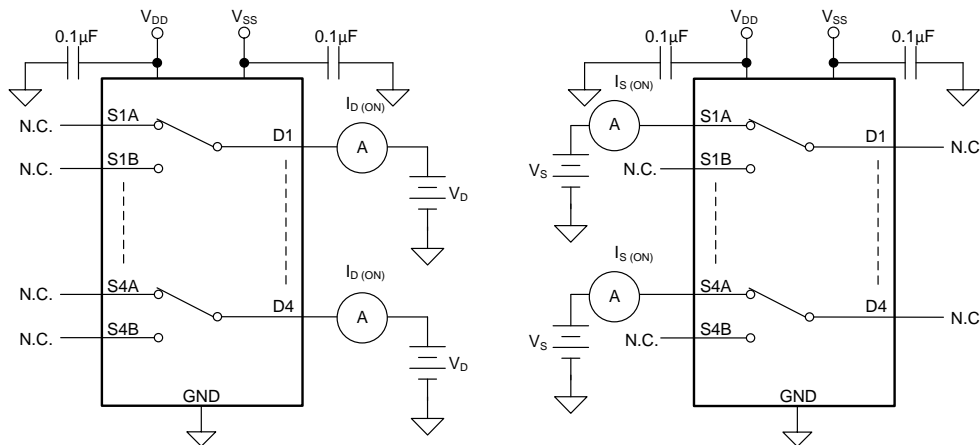 V_DD V_SS
0.1µF 0.1µF
I_D (ON)
N.C. S1A D1 A
N.C. S1B
V_D
I_D (ON)
N.C. S4A D4 A
N.C. S4B
V_D
GND
V_DD V_SS
0.1µF 0.1µF
I_S (ON)
A S1A D1 N.C
V_S N.C. S1B
I_S (ON)
A S4A D4 N.C
V_S N.C. S4B
GND